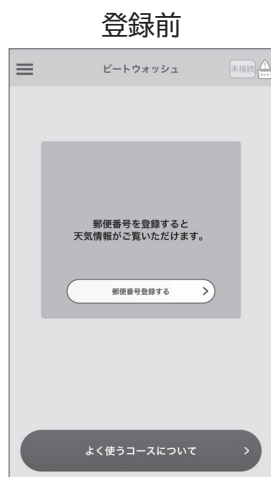 登録前
ビートウォッシュ
未接続
郵便番号を登録すると
天気情報がご覧いただけます。
郵便番号登録する
よく使うコースについて